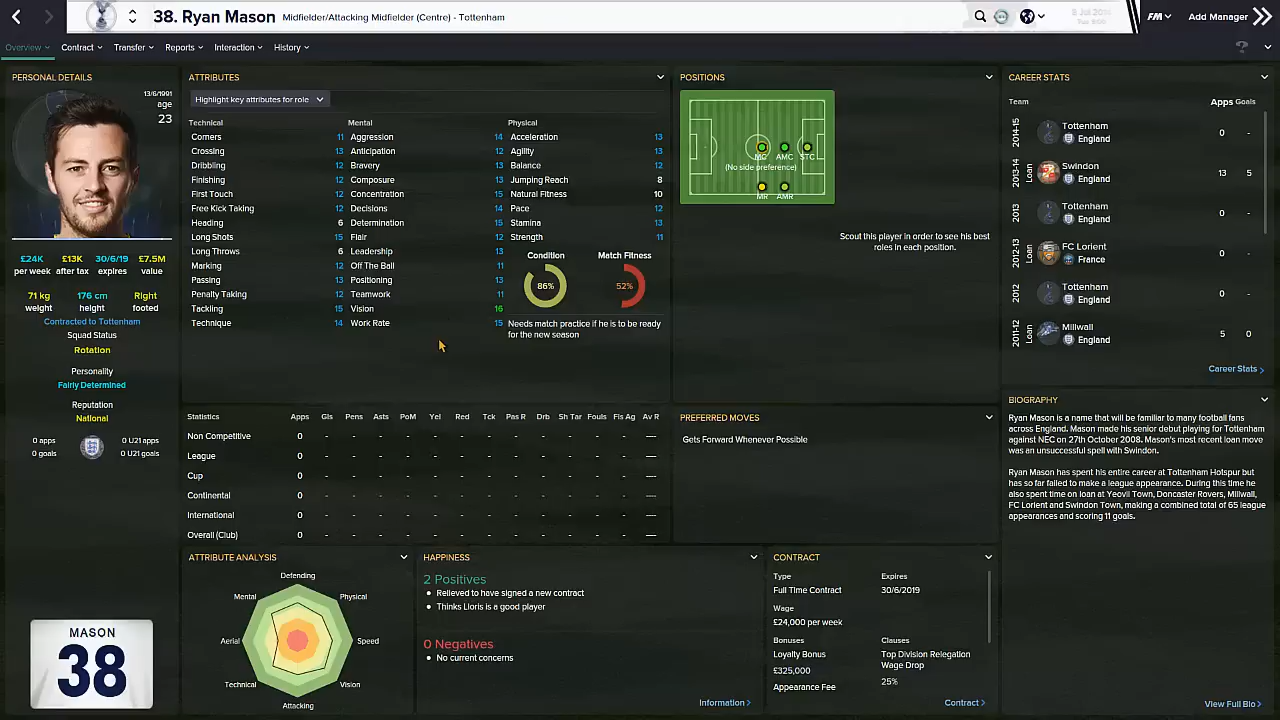 38. Ryan Mason Midfielder/Attacking Midfielder (Centre) - Tottenham
FM Add Manager
Overview Contract Transfer Reports Interaction History
PERSONAL DETAILS
13/6/1991
age
23
£24K £13K 30/6/19 £7.5M
per week after tax expires value
71 kg 176 cm Right
weight height footed
Contracted to Tottenham
Squad Status
Rotation
Personality
Fairly Determined
Reputation
National
0 apps 0 U21 apps
0 goals 0 U21 goals
MASON
38
ATTRIBUTES
Highlight key attributes for role
Technical Mental Physical
Corners 11 Aggression 14 Acceleration 13
Crossing 13 Anticipation 12 Agility 13
Dribbling 12 Bravery 13 Balance 12
Finishing 12 Composure 13 Jumping Reach 8
First Touch 12 Concentration 15 Natural Fitness 10
Free Kick Taking 12 Decisions 14 Pace 12
Heading 6 Determination 15 Stamina 13
Long Shots 15 Flair 12 Strength 11
Long Throws 6 Leadership 13
Marking 12 Off The Ball 11
Passing 13 Positioning 13
Penalty Taking 12 Teamwork 11
Tackling 15 Vision 16
Technique 14 Work Rate 15
Condition Match Fitness
86% 52%
Needs match practice if he is to be ready
for the new season
Statistics Apps Gls Pens Asts PoM Yel Red Tck Pas R Drb Sh Tar Fouls Fls Ag Av R
Non Competitive 0 - - - - - - - - - - - - ---
League 0 - - - - - - - - - - - - ---
Cup 0 - - - - - - - - - - - - ---
Continental 0 - - - - - - - - - - - - ---
International 0 - - - - - - - - - - - - ---
Overall (Club) 0 - - - - - - - - - - - - ---
ATTRIBUTE ANALYSIS
Defending
Mental Physical
Aerial Speed
Technical Vision
Attacking
HAPPINESS
2 Positives
• Relieved to have signed a new contract
• Thinks Lloris is a good player
0 Negatives
• No current concerns
Information >
POSITIONS
MC AMC STC
(No side preference)
MR AMR
Scout this player in order to see his best
roles in each position.
PREFERRED MOVES
Gets Forward Whenever Possible
CONTRACT
Type Expires
Full Time Contract 30/6/2019
Wage
£24,000 per week
Bonuses Clauses
Loyalty Bonus Top Division Relegation
Wage Drop
£325,000
25%
Appearance Fee
Contract >
CAREER STATS
Team Apps Goals
2014-15 Tottenham England 0 -
2013-14 Loan Swindon England 13 5
2013 Tottenham England 0 -
2012-13 Loan FC Lorient France 0 -
2012 Tottenham England 0 -
2011-12 Loan Millwall England 5 0
Career Stats >
BIOGRAPHY
Ryan Mason is a name that will be familiar to many football fans
across England. Mason made his senior debut playing for Tottenham
against NEC on 27th October 2008. Mason's most recent loan move
was an unsuccessful spell with Swindon.
Ryan Mason has spent his entire career at Tottenham Hotspur but
has so far failed to make a league appearance. During this time he
also spent time on loan at Yeovil Town, Doncaster Rovers, Millwall,
FC Lorient and Swindon Town, making a combined total of 65 league
appearances and scoring 11 goals.
View Full Bio >